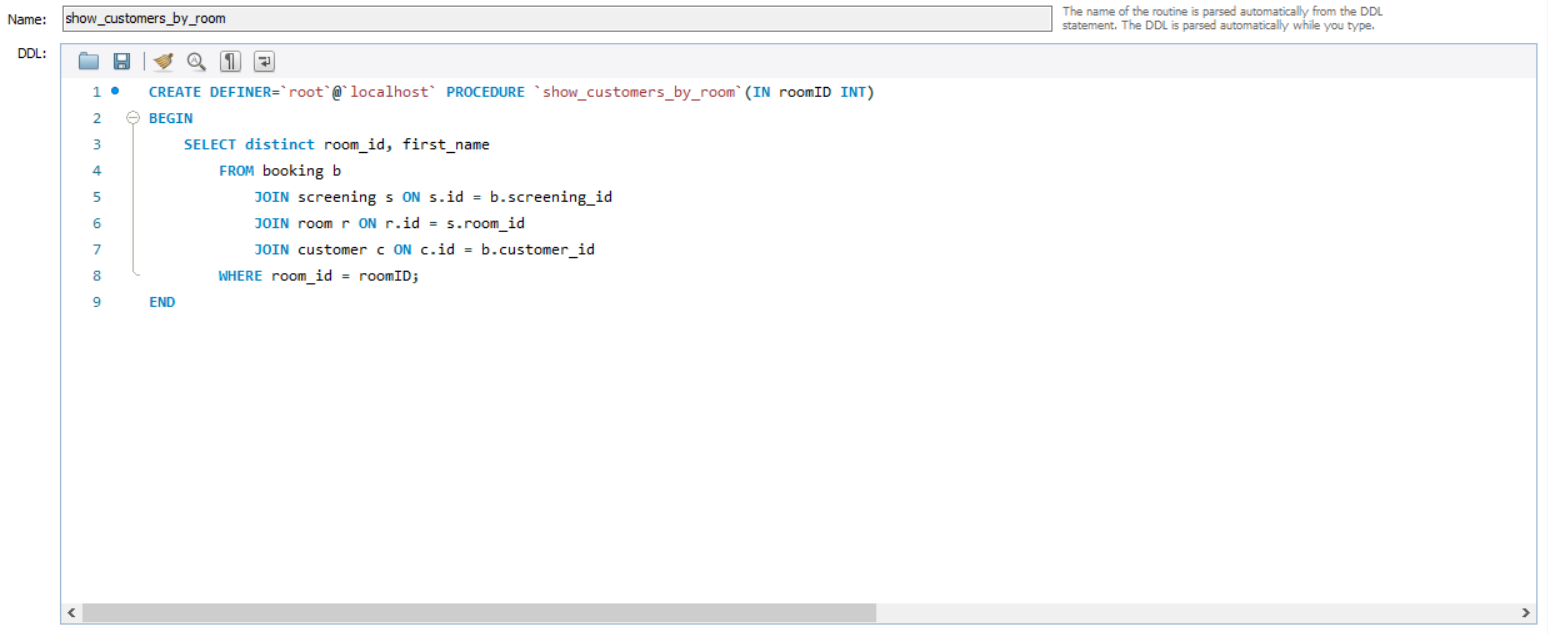 Name: show_customers_by_room
The name of the routine is parsed automatically from the DDL
statement. The DDL is parsed automatically while you type.
DDL:
1 CREATE DEFINER=`root`@`localhost` PROCEDURE `show_customers_by_room`(IN roomID INT)
2 BEGIN
3 SELECT distinct room_id, first_name
4 FROM booking b
5 JOIN screening s ON s.id = b.screening_id
6 JOIN room r ON r.id = s.room_id
7 JOIN customer c ON c.id = b.customer_id
8 WHERE room_id = roomID;
9 END